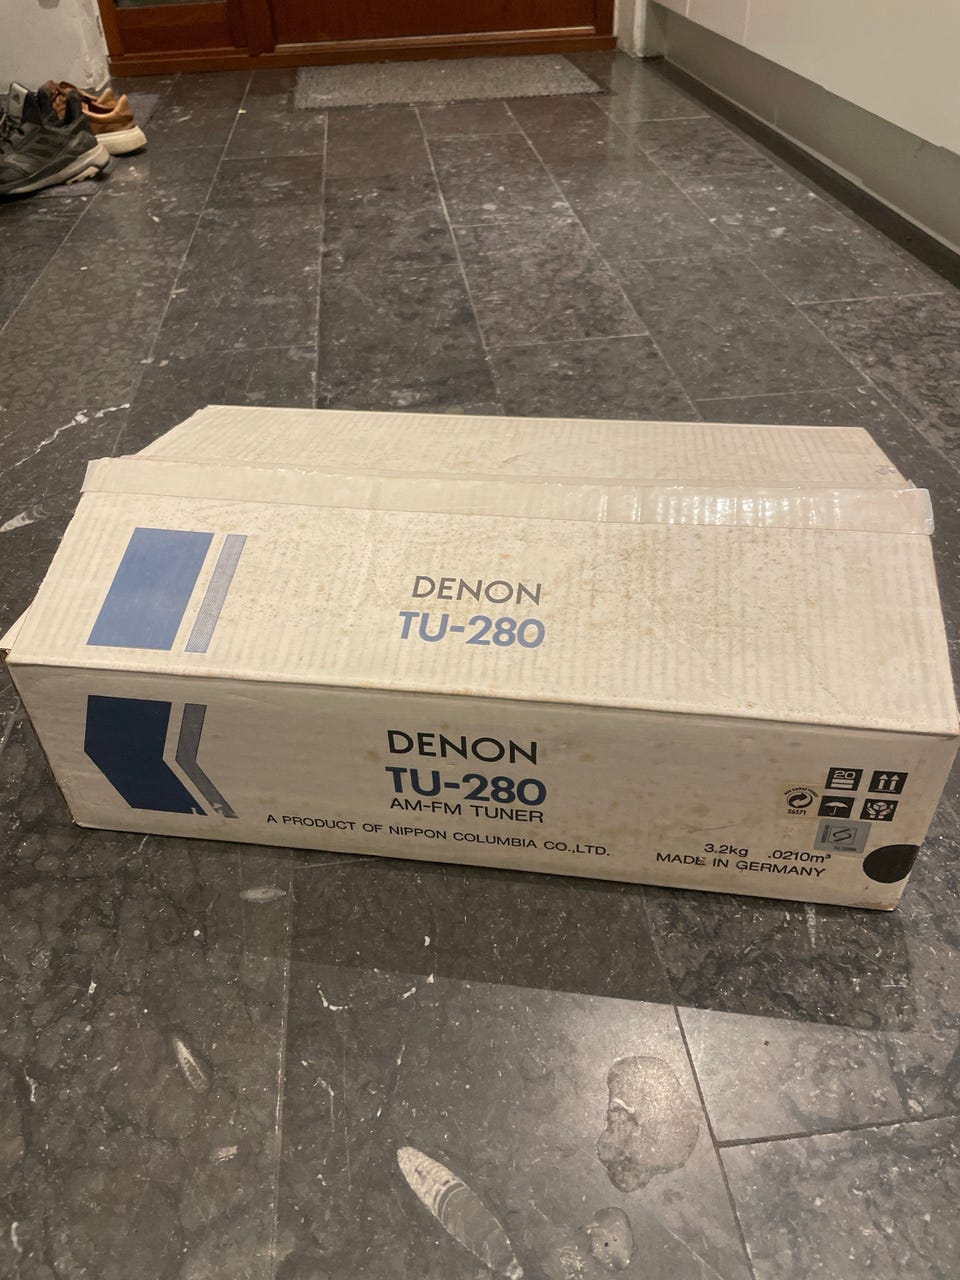 DENON
TU-280
DENON
TU-280
AM-FM TUNER
A PRODUCT OF NIPPON COLUMBIA CO.,LTD.
20
26571
3.2kg .0210m³
MADE IN GERMANY